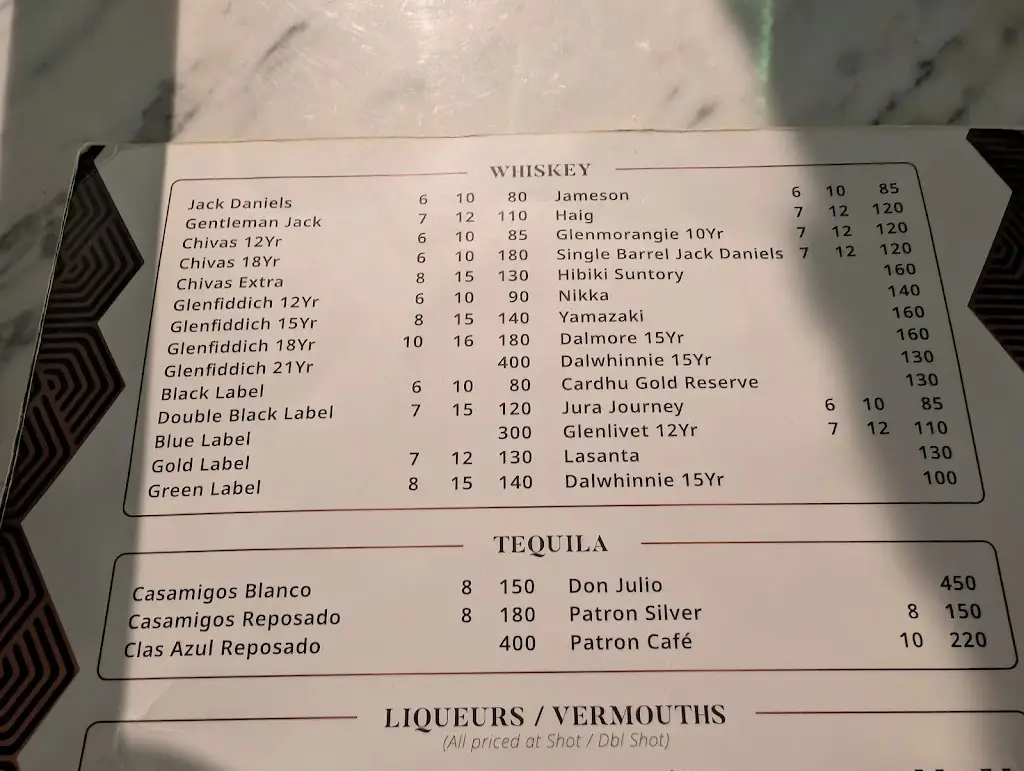 WHISKEY
Jack Daniels 6 10 80
Gentleman Jack 7 12 110
Chivas 12Yr 6 10 85
Chivas 18Yr 6 10 180
Chivas Extra 8 15 130
Glenfiddich 12Yr 6 10 90
Glenfiddich 15Yr 8 15 140
Glenfiddich 18Yr 10 16 180
Glenfiddich 21Yr 400
Black Label 6 10 80
Double Black Label 7 15 120
Blue Label 300
Gold Label 7 12 130
Green Label 8 15 140
Jameson 6 10 85
Haig 7 12 120
Glenmorangie 10Yr 7 12 120
Single Barrel Jack Daniels 7 12 120
Hibiki Suntory 160
Nikka 140
Yamazaki 160
Dalmore 15Yr 160
Dalwhinnie 15Yr 130
Cardhu Gold Reserve 130
Jura Journey 6 10 85
Glenlivet 12Yr 7 12 110
Lasanta 130
Dalwhinnie 15Yr 100
TEQUILA
Casamigos Blanco 8 150
Casamigos Reposado 8 180
Clas Azul Reposado 400
Don Julio 450
Patron Silver 8 150
Patron Café 10 220
LIQUEURS / VERMOUTHS
(All priced at Shot / Dbl Shot)